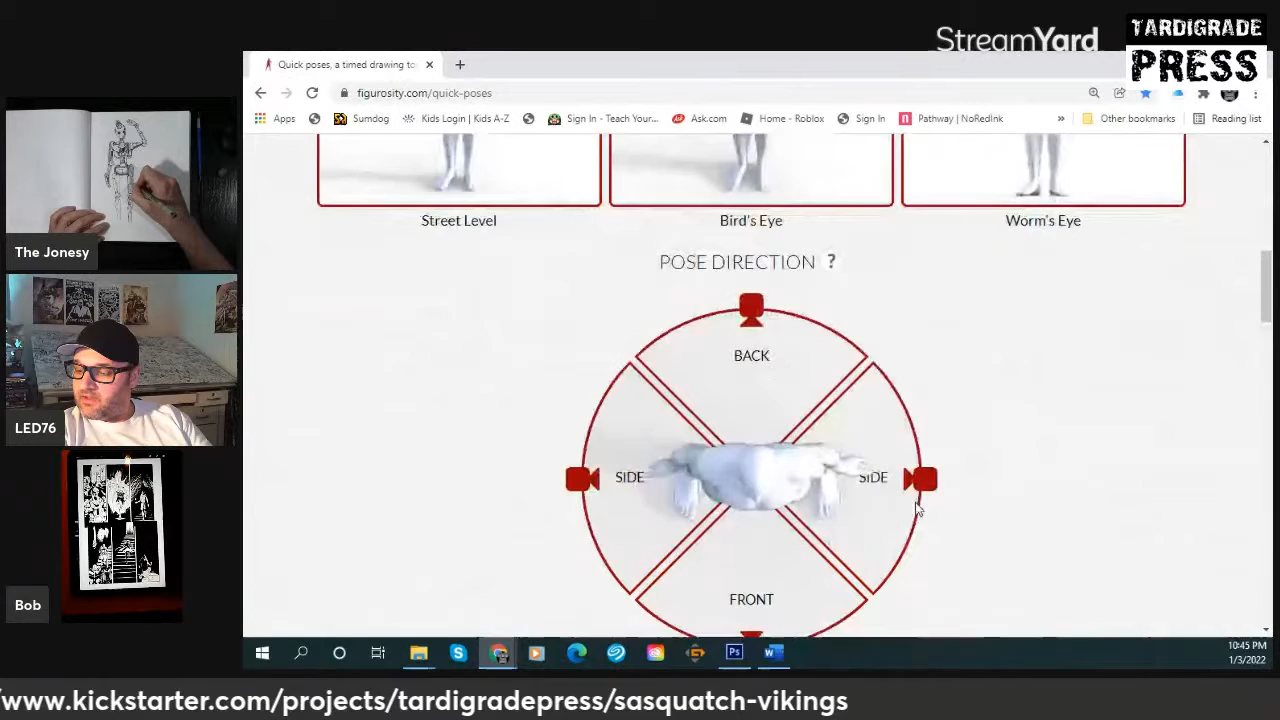 StreamYard
TARDIGRADE
PRESS
Quick poses, a timed drawing to
figurosity.com/quick-poses
Apps
Sumdog
Kids Login | Kids A-Z
Sign In - Teach Your...
Ask.com
Home - Roblox
Sign In
Pathway | NoRedInk
»
Other bookmarks
Reading list
Street Level
Bird's Eye
Worm's Eye
POSE DIRECTION ?
BACK
SIDE
SIDE
FRONT
The Jonesy
LED76
Bob
Ps
W
10:45 PM
1/3/2022
/www.kickstarter.com/projects/tardigradepress/sasquatch-vikings